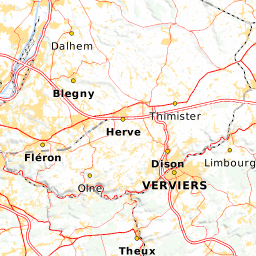 Dalhem
Blegny
Thimister
Herve
Fléron
Dison
Limbourg
Olne
VERVIERS
Theux